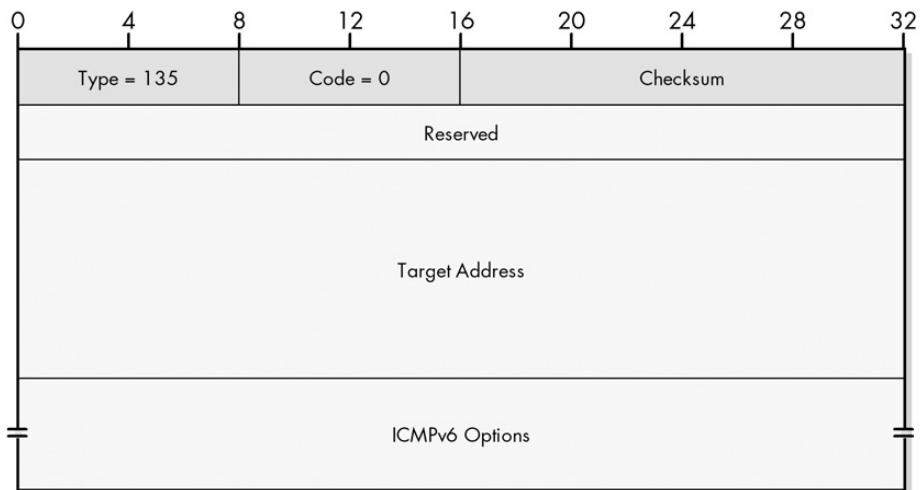 0 4 8 12 16 20 24 28 32
Type = 135 Code = 0 Checksum
Reserved
Target Address
ICMPv6 Options